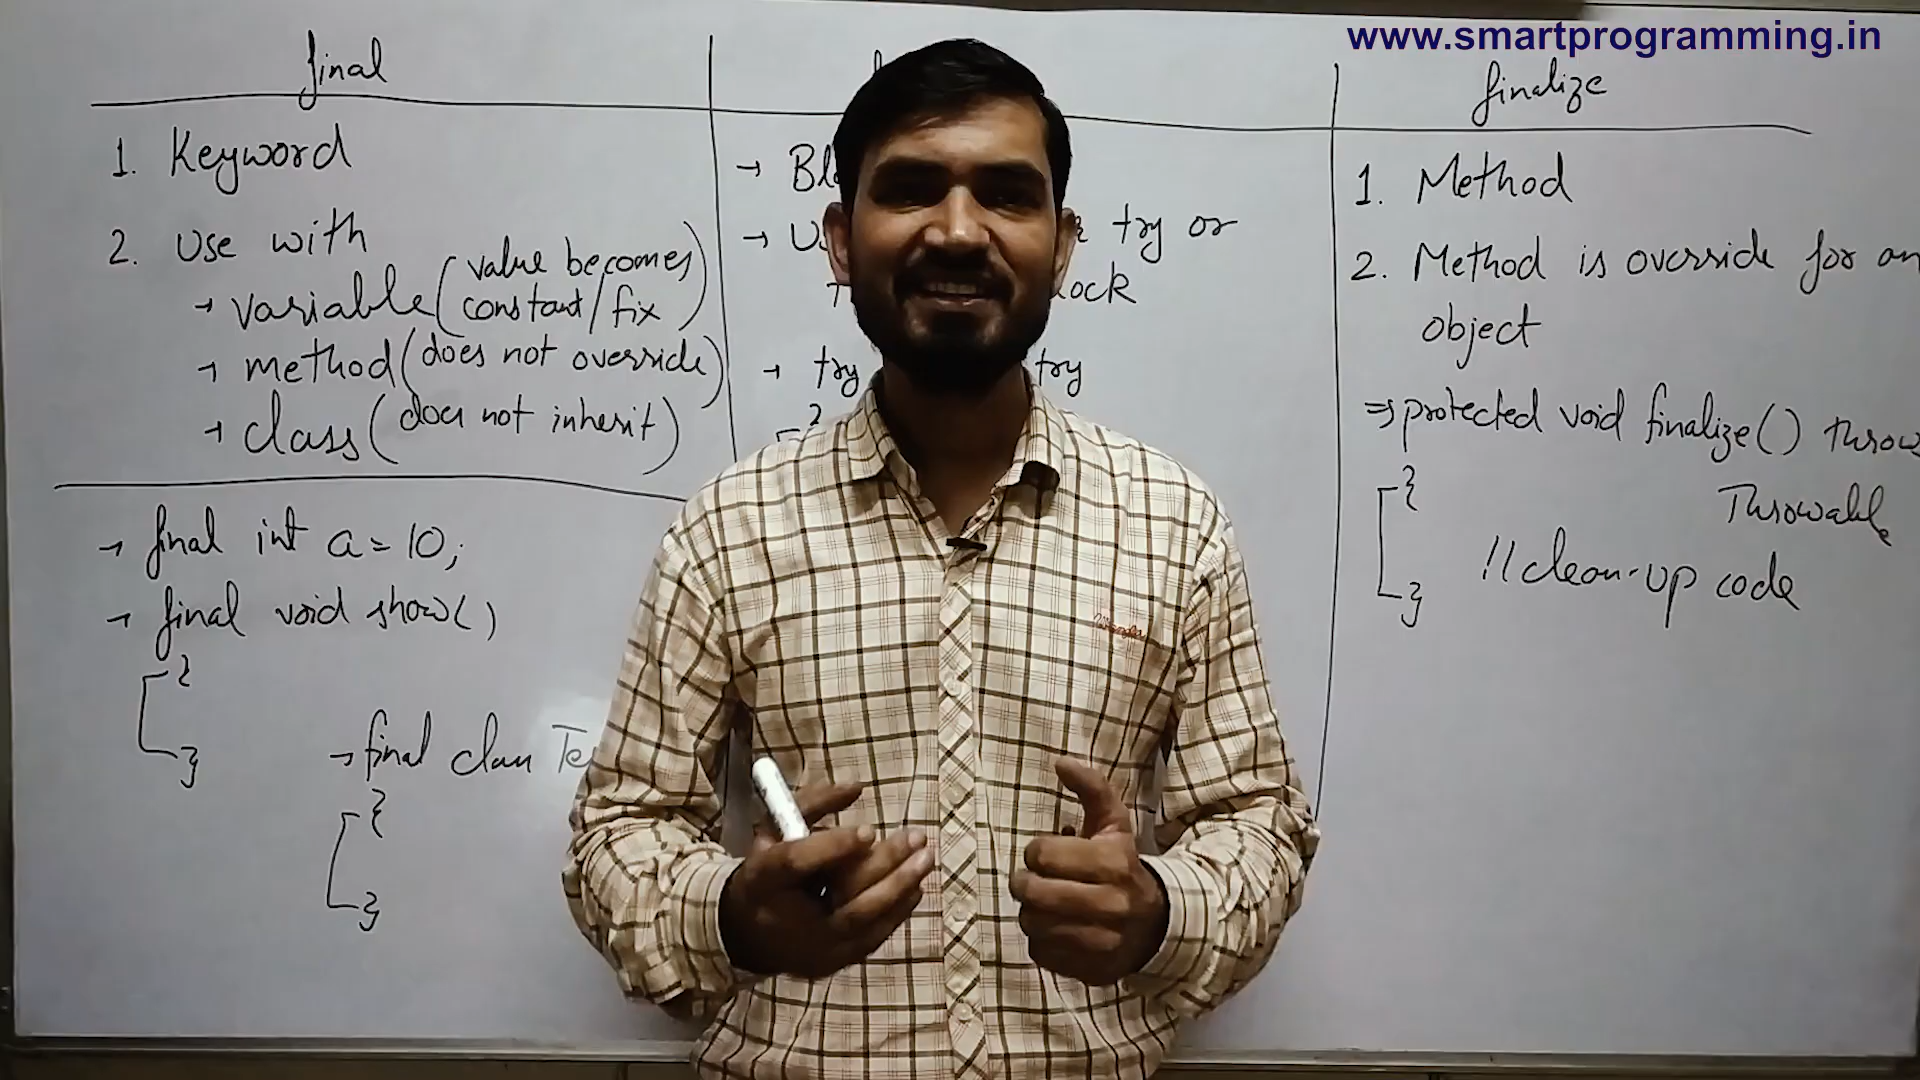 www.smartprogramming.in
final
1. Keyword
2. Use with
→ variable (value becomes
constant/fix)
→ method (does not override)
→ class (does not inherit)
→ final int a = 10;
→ final void show()
{
}
→ final class
{
}
→
→ try or
→ try try
{
finalize
1. Method
2. Method is override for an
object
⇒ protected void finalize() throws
Throwable
{
// clean-up code
}